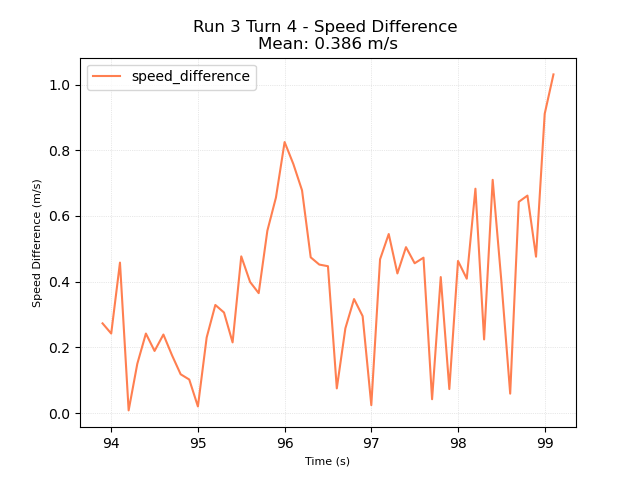 Run 3 Turn 4 - Speed Difference
Mean: 0.386 m/s
speed_difference
1.0
0.8
0.6
0.4
0.2
0.0
Speed Difference (m/s)
94 95 96 97 98 99
Time (s)